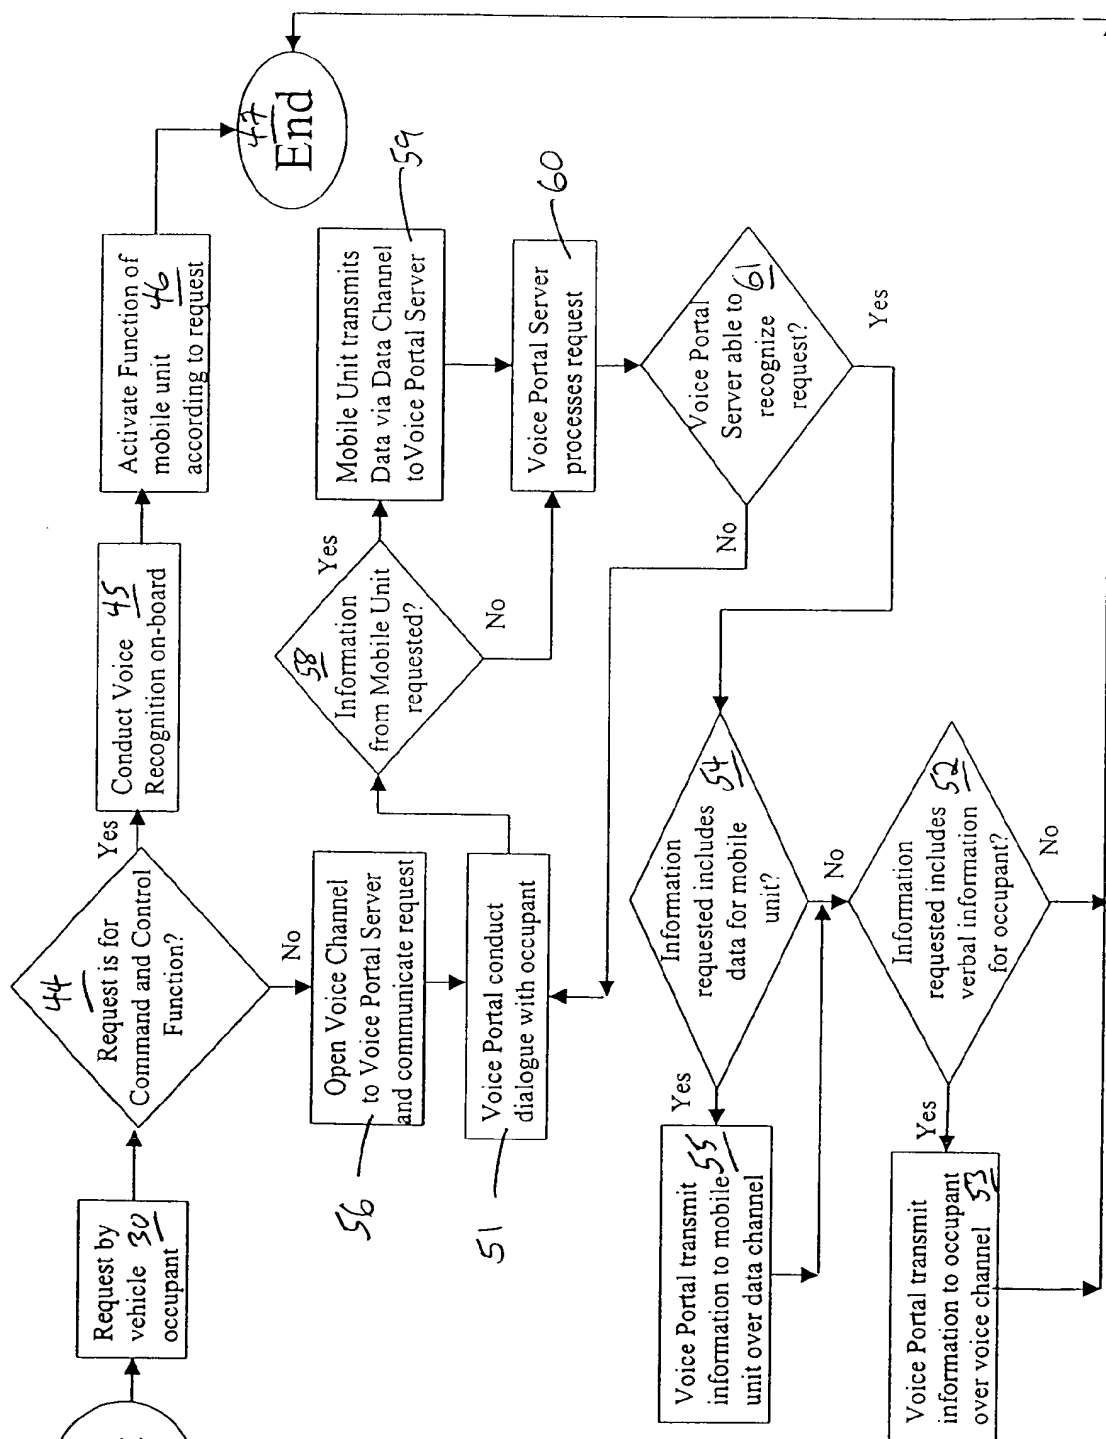 Request by
vehicle 30
occupant
44
Request is for
Command and Control
Function?
Yes
No
Conduct Voice 45
Recognition on-board
Activate Function of
mobile unit 46
according to request
47
End
Open Voice Channel
to Voice Portal Server
and communicate request
56
Voice Portal conduct
dialogue with occupant
51
58
Information
from Mobile Unit
requested?
Yes
No
Mobile Unit transmits
Data via Data Channel
toVoice Portal Server
59
Voice Portal Server
processes request
60
Voice Portal
Server able to 61
recognize
request?
No
Yes
Information
requested includes 54
data for mobile
unit?
Yes
No
Voice Portal transmit
information to mobile 55
unit over data channel
Information
requested includes 52
verbal information
for occupant?
Yes
No
Voice Portal transmit
information to occupant
over voice channel 53